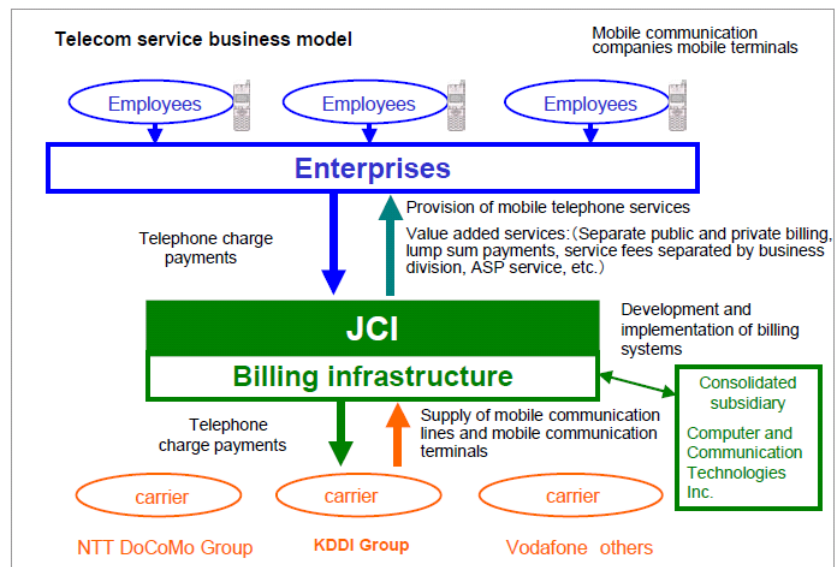 Telecom service business model
Mobile communication
companies mobile terminals
Employees
Employees
Employees
Enterprises
Telephone charge
payments
Provision of mobile telephone services
Value added services:(Separate public and private billing,
lump sum payments, service fees separated by business
division, ASP service, etc.)
JCI
Billing infrastructure
Development and
implementation of billing
systems
Consolidated
subsidiary
Computer and
Communication
Technologies
Inc.
Telephone
charge payments
Supply of mobile communication
lines and mobile communication
terminals
carrier
carrier
carrier
NTT DoCoMo Group
KDDI Group
Vodafone others